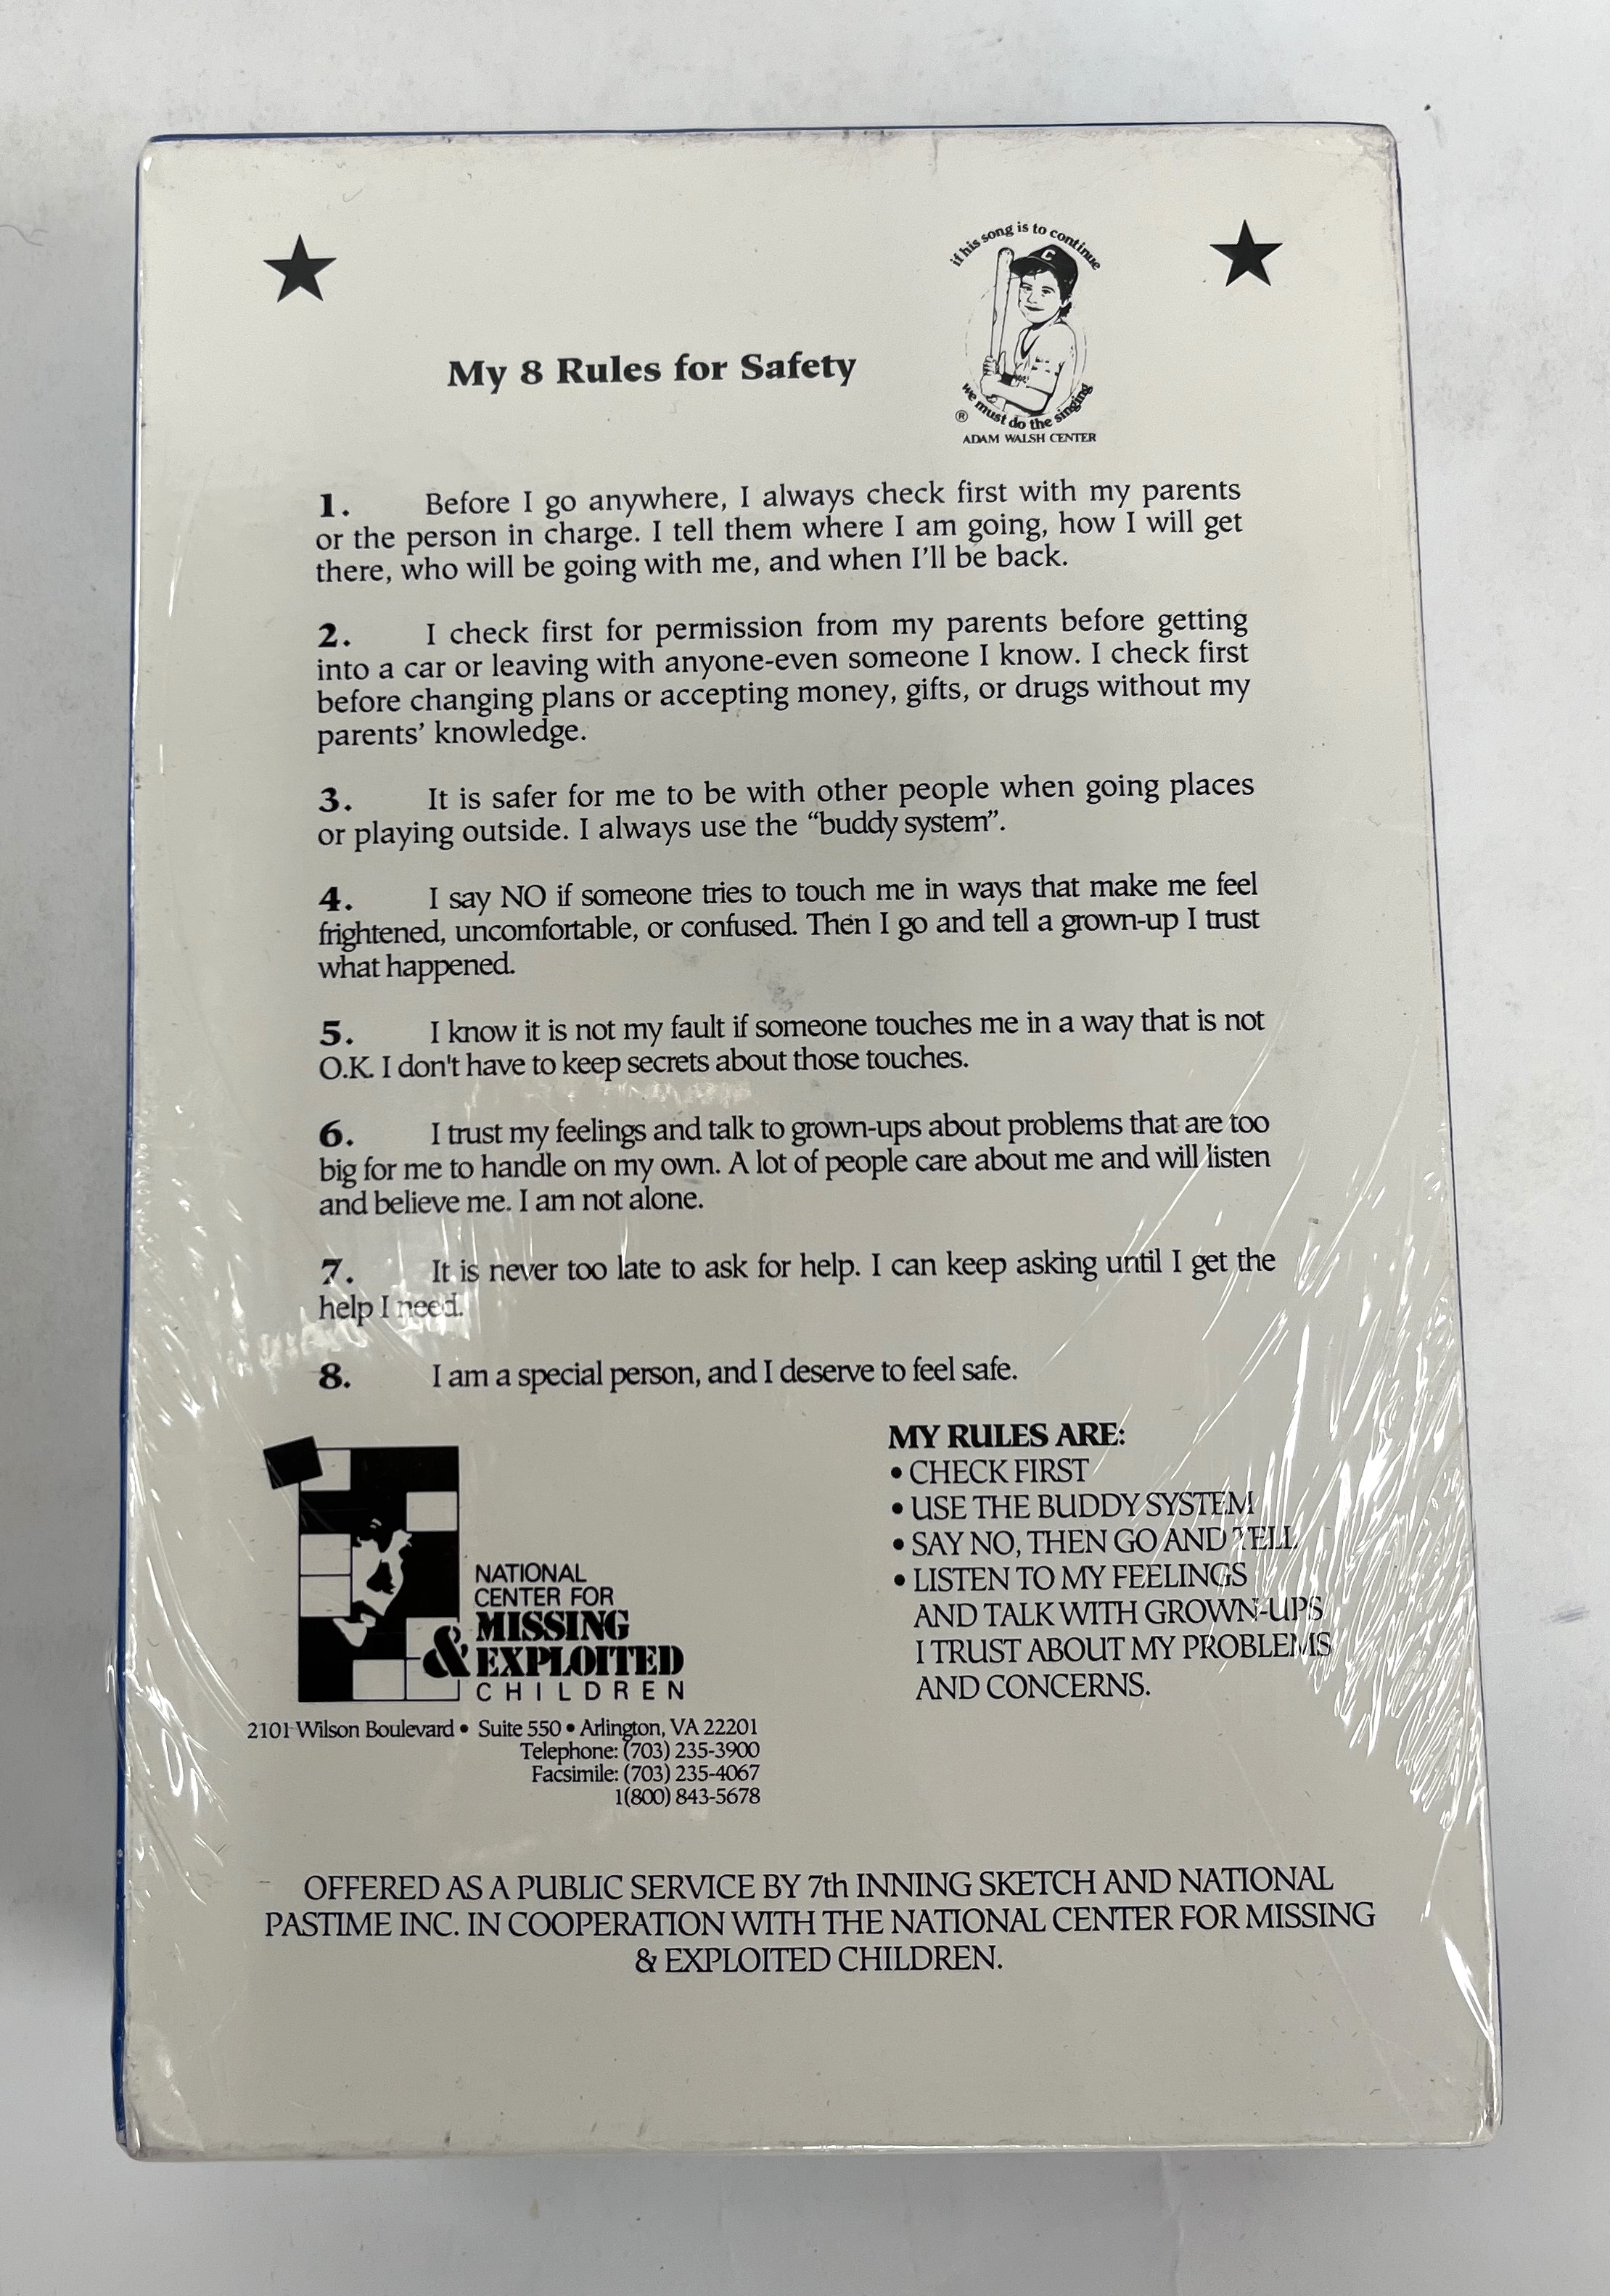 if his song is to continue
C
we must do the singing
®
ADAM WALSH CENTER
My 8 Rules for Safety
1. Before I go anywhere, I always check first with my parents
or the person in charge. I tell them where I am going, how I will get
there, who will be going with me, and when I'll be back.
2. I check first for permission from my parents before getting
into a car or leaving with anyone-even someone I know. I check first
before changing plans or accepting money, gifts, or drugs without my
parents' knowledge.
3. It is safer for me to be with other people when going places
or playing outside. I always use the “buddy system”.
4. I say NO if someone tries to touch me in ways that make me feel
frightened, uncomfortable, or confused. Then I go and tell a grown-up I trust
what happened.
5. I know it is not my fault if someone touches me in a way that is not
O.K. I don't have to keep secrets about those touches.
6. I trust my feelings and talk to grown-ups about problems that are too
big for me to handle on my own. A lot of people care about me and will listen
and believe me. I am not alone.
7. It is never too late to ask for help. I can keep asking until I get the
help I need.
8. I am a special person, and I deserve to feel safe.
NATIONAL
CENTER FOR
MISSING
& EXPLOITED
CHILDREN
2101 Wilson Boulevard • Suite 550 • Arlington, VA 22201
Telephone: (703) 235-3900
Facsimile: (703) 235-4067
1(800) 843-5678
MY RULES ARE:
• CHECK FIRST
• USE THE BUDDY SYSTEM
• SAY NO, THEN GO AND TELL
• LISTEN TO MY FEELINGS
AND TALK WITH GROWN-UPS
I TRUST ABOUT MY PROBLEMS
AND CONCERNS.
OFFERED AS A PUBLIC SERVICE BY 7th INNING SKETCH AND NATIONAL
PASTIME INC. IN COOPERATION WITH THE NATIONAL CENTER FOR MISSING
& EXPLOITED CHILDREN.